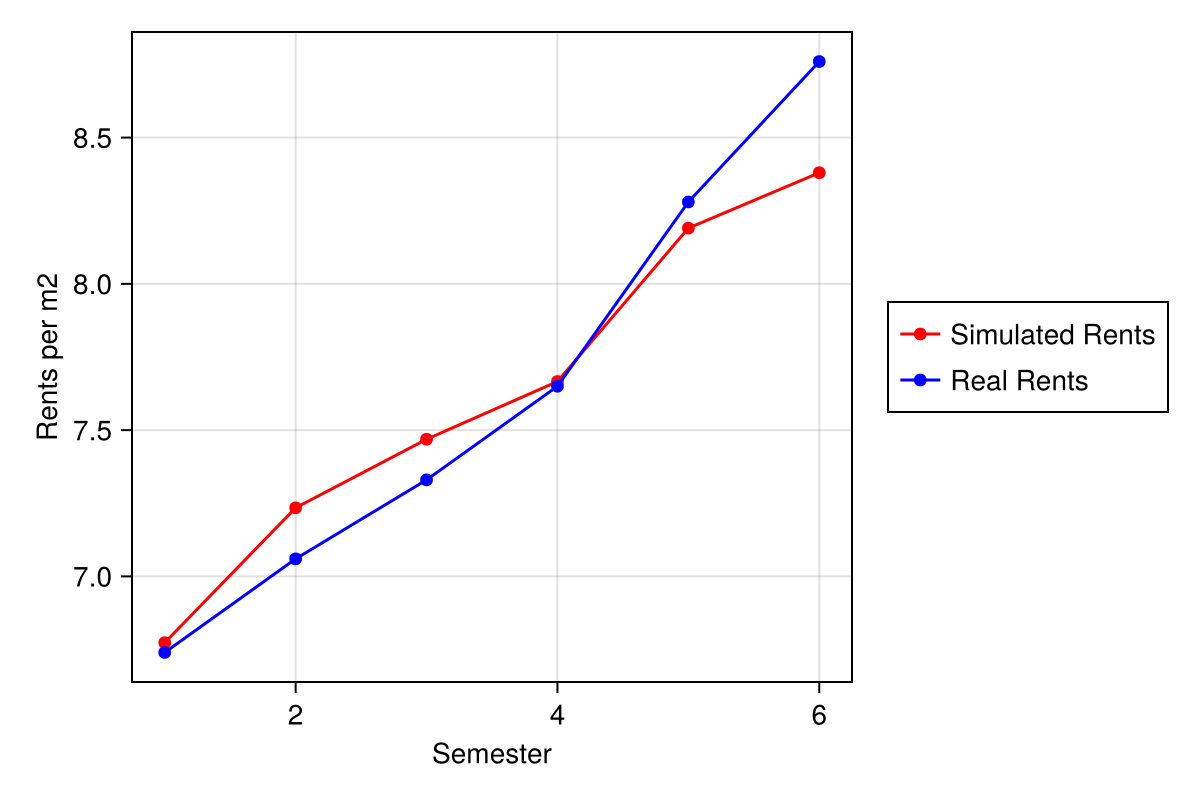 8.5
8.0
7.5
7.0
Rents per m2
2 4 6
Semester
Simulated Rents
Real Rents